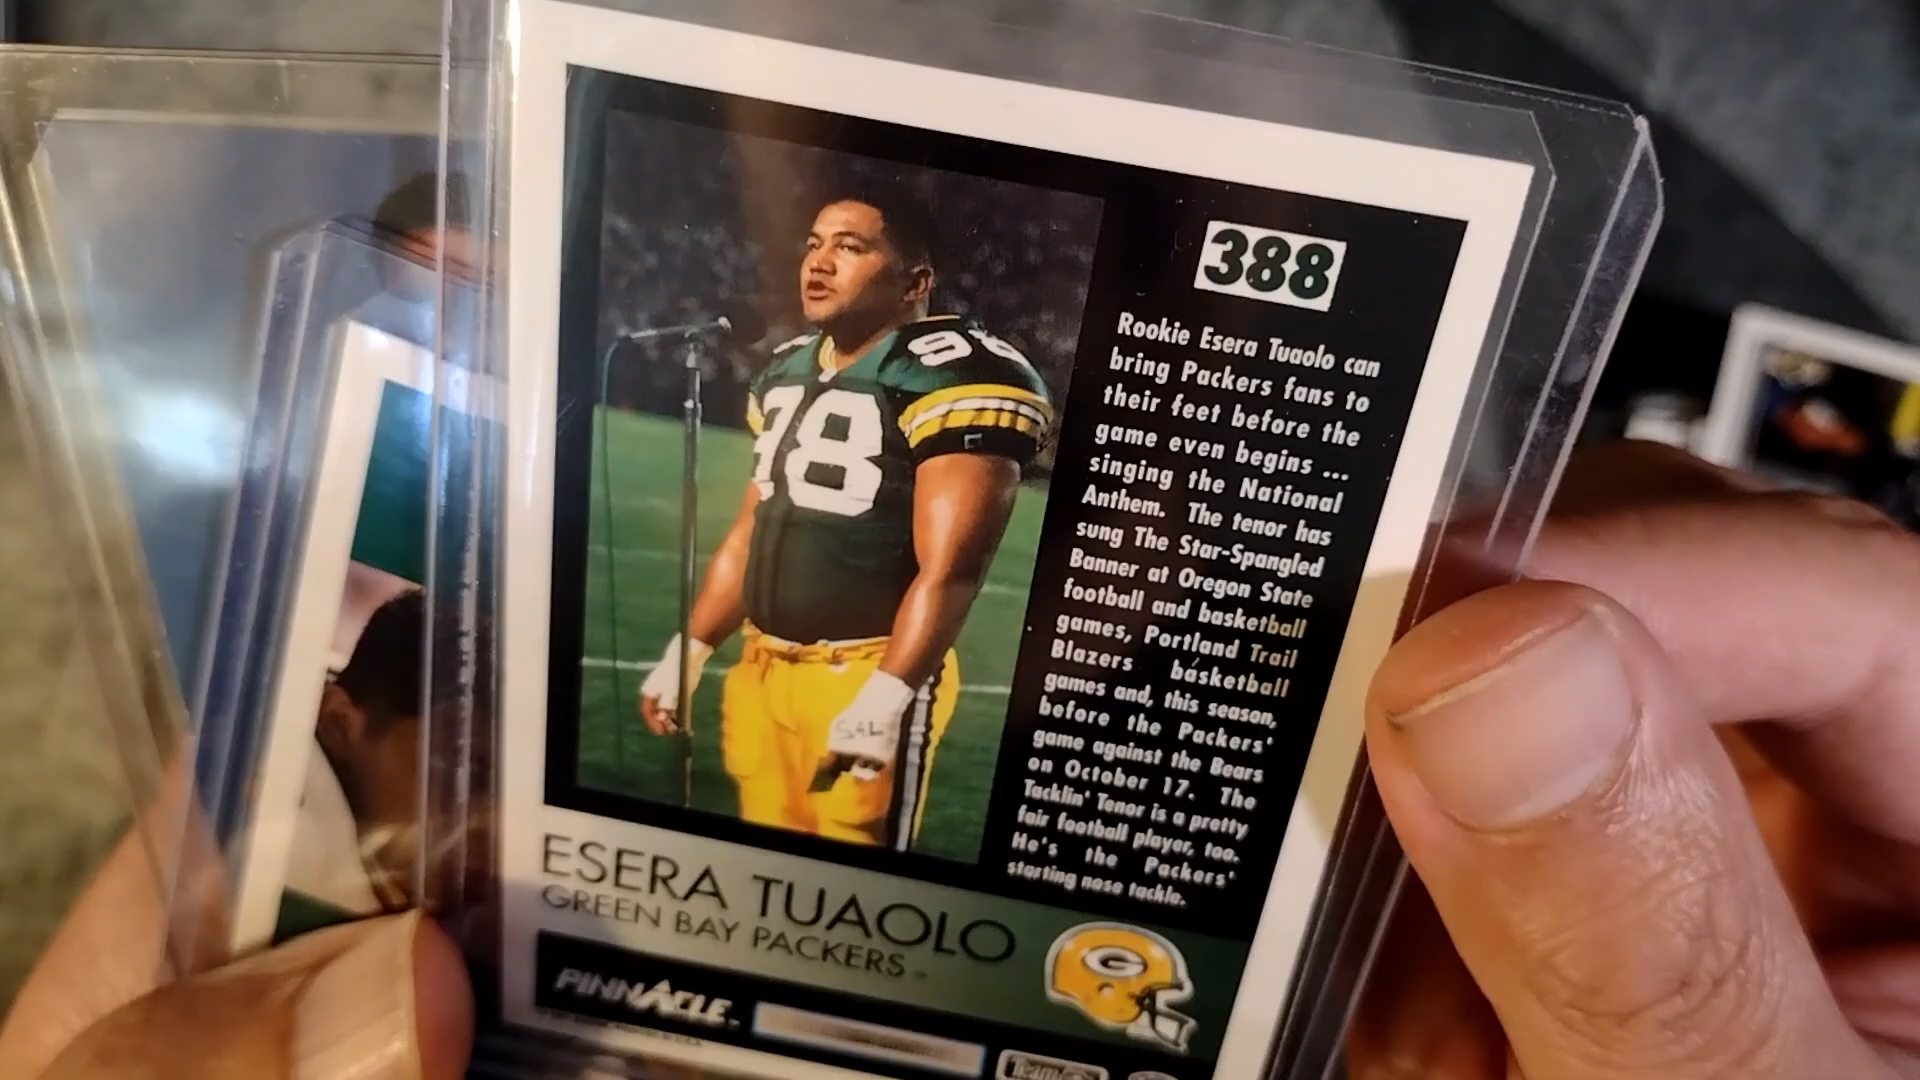 388
Rookie Esera Tuaolo can
bring Packers fans to
their feet before the
game even begins ...
singing the National
Anthem. The tenor has
sung The Star-Spangled
Banner at Oregon State
football and basketball
games, Portland Trail
Blazers basketball
games and, this season,
before the Packers'
game against the Bears
on October 17. The
Tacklin' Tenor is a pretty
fair football player, too.
He's the Packers'
starting nose tackle.
98
98
G
ESERA TUAOLO
GREEN BAY PACKERS
PINNACLE
Team